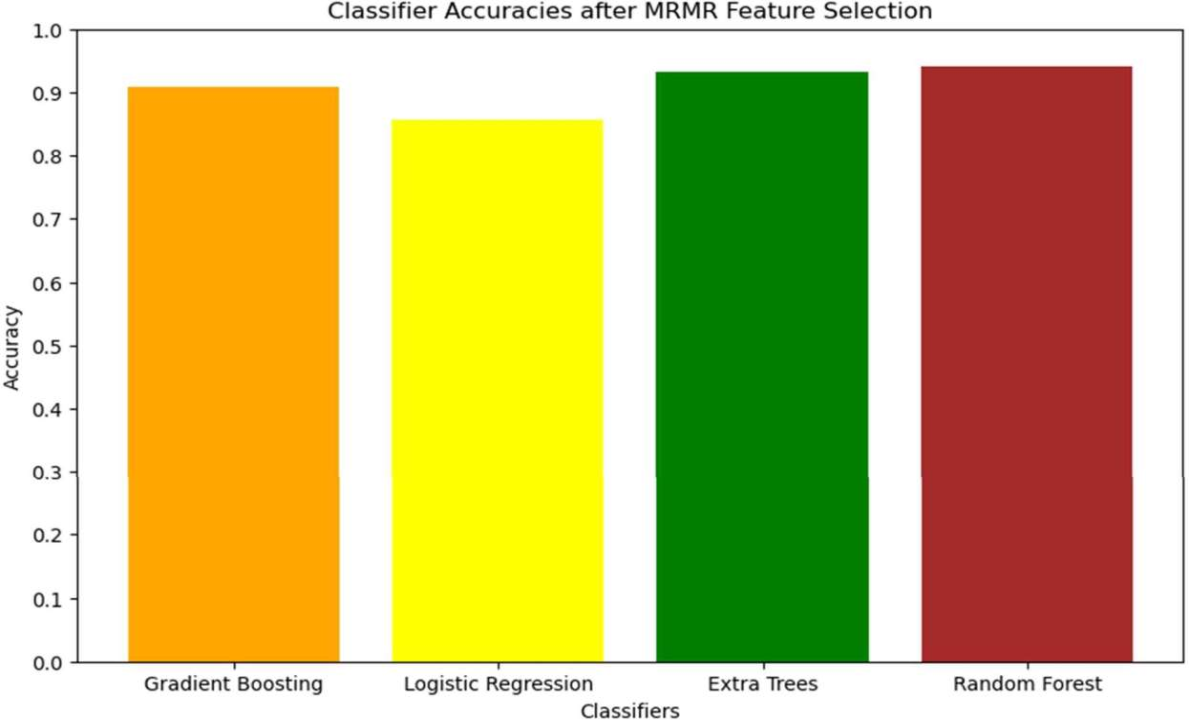 Classifier Accuracies after MRMR Feature Selection
1.0
0.9
0.8
0.7
0.6
0.5
0.4
0.3
0.2
0.1
0.0
Accuracy
Gradient Boosting Logistic Regression Extra Trees Random Forest
Classifiers